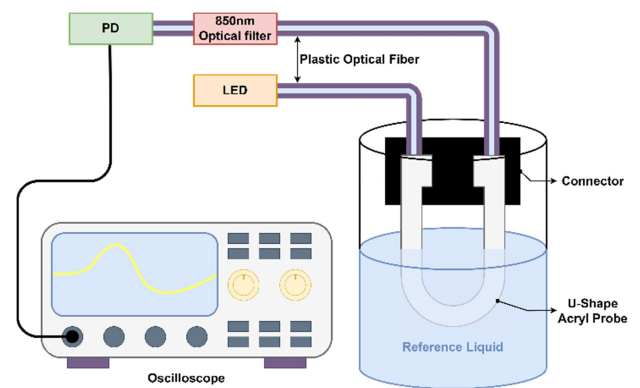 PD
850nm
Optical filter
Plastic Optical Fiber
LED
Connector
U-Shape
Acryl Probe
Reference Liquid
Oscilloscope